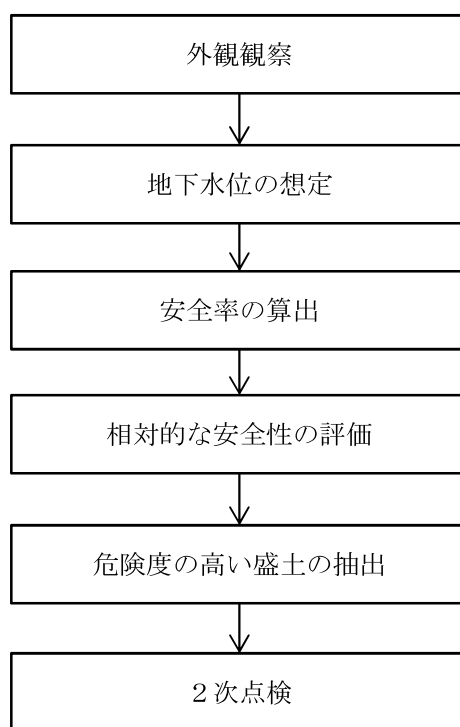 外観観察
地下水位の想定
安全率の算出
相対的な安全性の評価
危険度の高い盛土の抽出
２次点検